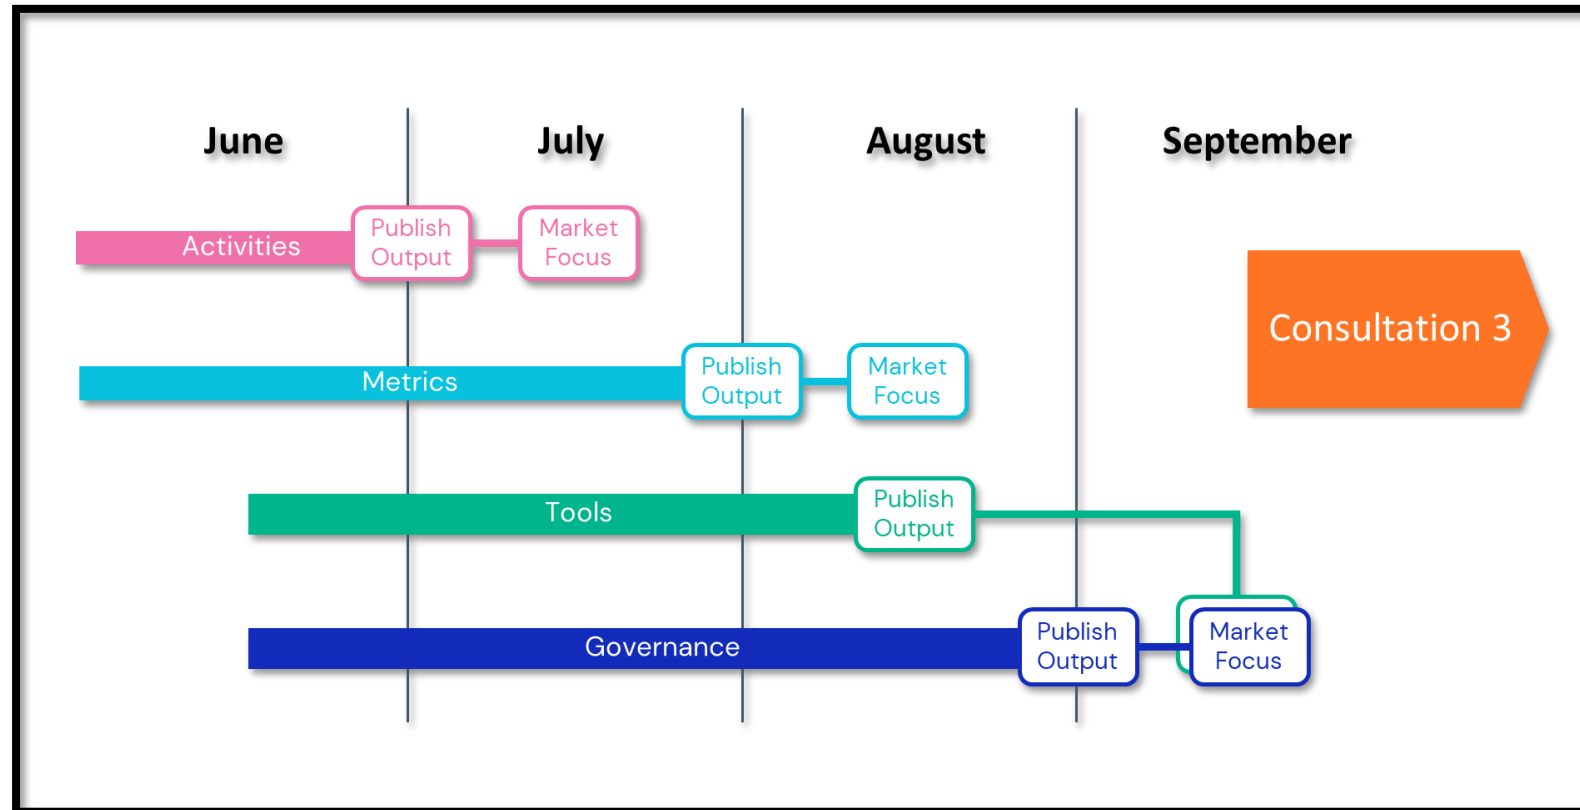 June
July
August
September
Activities
Publish
Output
Market
Focus
Consultation 3
Metrics
Publish
Output
Market
Focus
Tools
Publish
Output
Governance
Publish
Output
Market
Focus